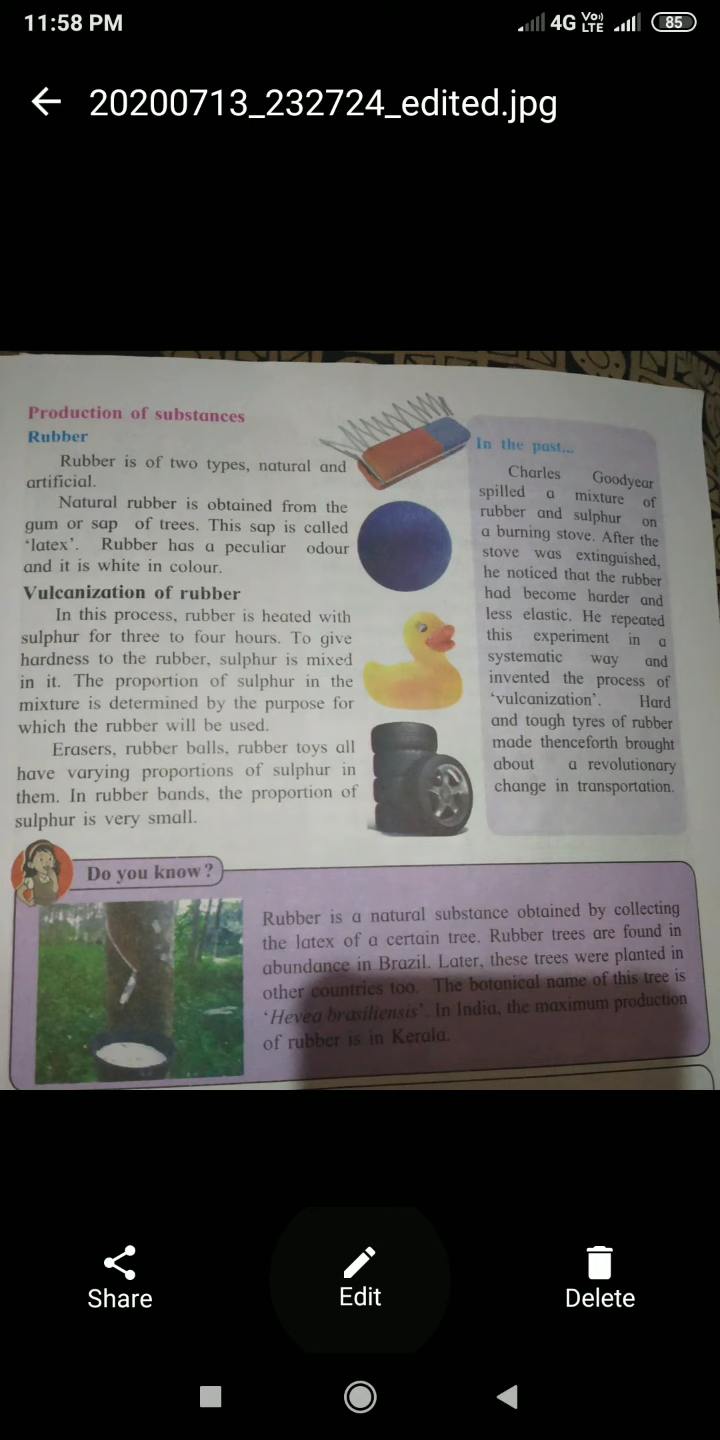 11:58 PM
4G VoLTE 85
20200713_232724_edited.jpg
Production of substances
Rubber
Rubber is of two types, natural and
artificial.
Natural rubber is obtained from the
gum or sap of trees. This sap is called
‘latex’. Rubber has a peculiar odour
and it is white in colour.
Vulcanization of rubber
In this process, rubber is heated with
sulphur for three to four hours. To give
hardness to the rubber, sulphur is mixed
in it. The proportion of sulphur in the
mixture is determined by the purpose for
which the rubber will be used.
Erasers, rubber balls, rubber toys all
have varying proportions of sulphur in
them. In rubber bands, the proportion of
sulphur is very small.
In the past...
Charles Goodyear
spilled a mixture of
rubber and sulphur on
a burning stove. After the
stove was extinguished,
he noticed that the rubber
had become harder and
less elastic. He repeated
this experiment in a
systematic way and
invented the process of
‘vulcanization’. Hard
and tough tyres of rubber
made thenceforth brought
about a revolutionary
change in transportation.
Do you know?
Rubber is a natural substance obtained by collecting
the latex of a certain tree. Rubber trees are found in
abundance in Brazil. Later, these trees were planted in
other countries too. The botanical name of this tree is
‘Hevea brasiliensis’. In India, the maximum production
of rubber is in Kerala.
Share
Edit
Delete